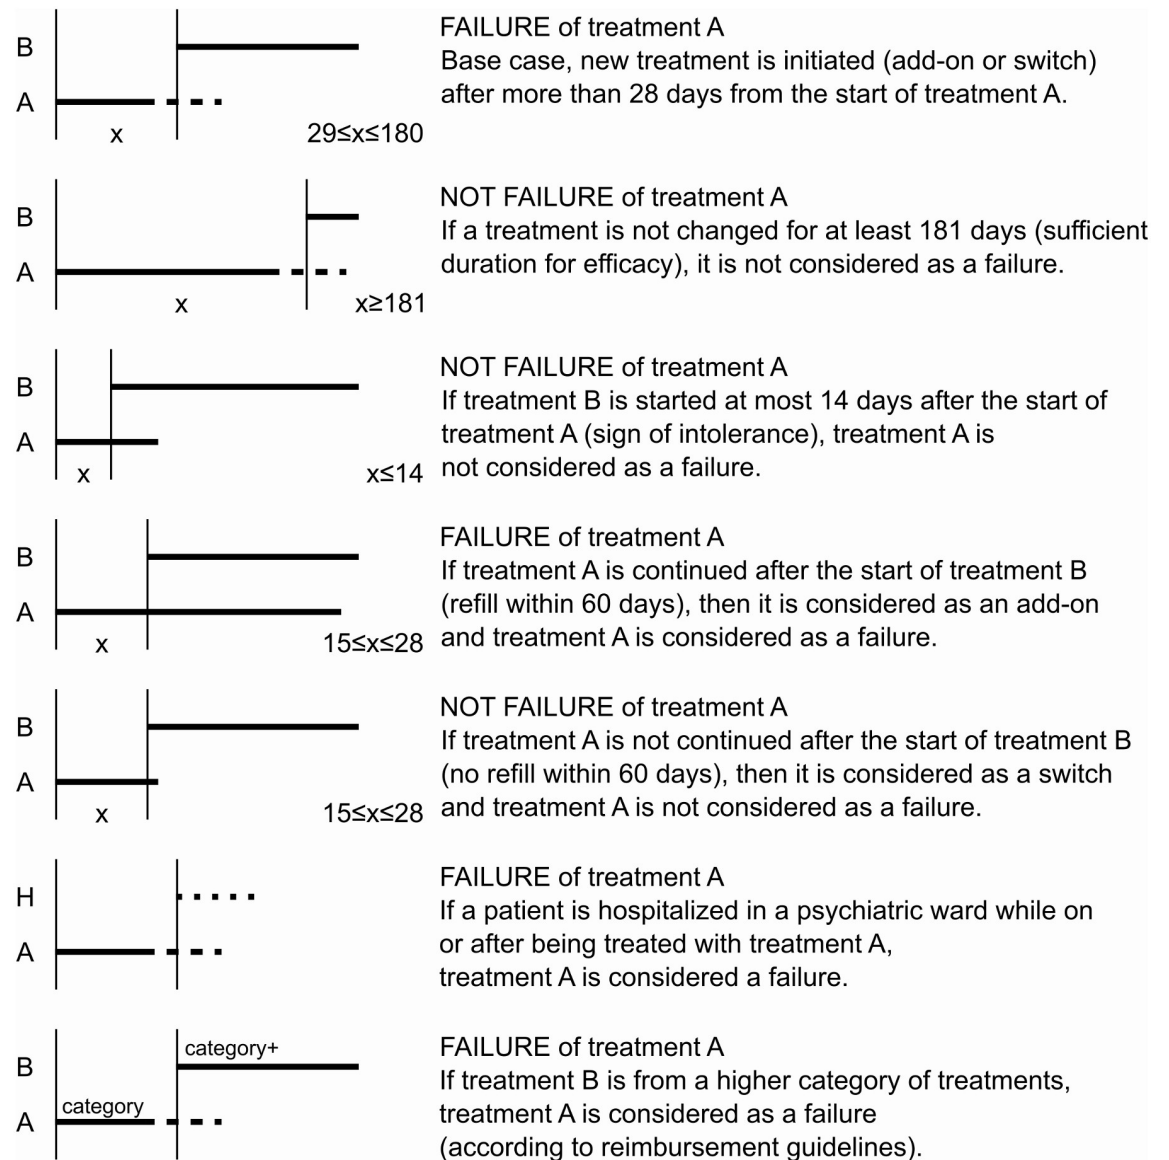 FAILURE of treatment A
B
Base case, new treatment is initiated (add-on or switch)
A
after more than 28 days from the start of treatment A.
x
29≤x≤180
NOT FAILURE of treatment A
B
If a treatment is not changed for at least 181 days (sufficient
A
duration for efficacy), it is not considered as a failure.
x
x≥181
NOT FAILURE of treatment A
B
If treatment B is started at most 14 days after the start of
A
treatment A (sign of intolerance), treatment A is
x
x≤14
not considered as a failure.
FAILURE of treatment A
B
If treatment A is continued after the start of treatment B
A
(refill within 60 days), then it is considered as an add-on
x
15≤x≤28
and treatment A is considered as a failure.
NOT FAILURE of treatment A
B
If treatment A is not continued after the start of treatment B
A
(no refill within 60 days), then it is considered as a switch
x
15≤x≤28
and treatment A is not considered as a failure.
FAILURE of treatment A
H
If a patient is hospitalized in a psychiatric ward while on
A
or after being treated with treatment A,
treatment A is considered a failure.
FAILURE of treatment A
category+
B
If treatment B is from a higher category of treatments,
category
A
treatment A is considered as a failure
(according to reimbursement guidelines).